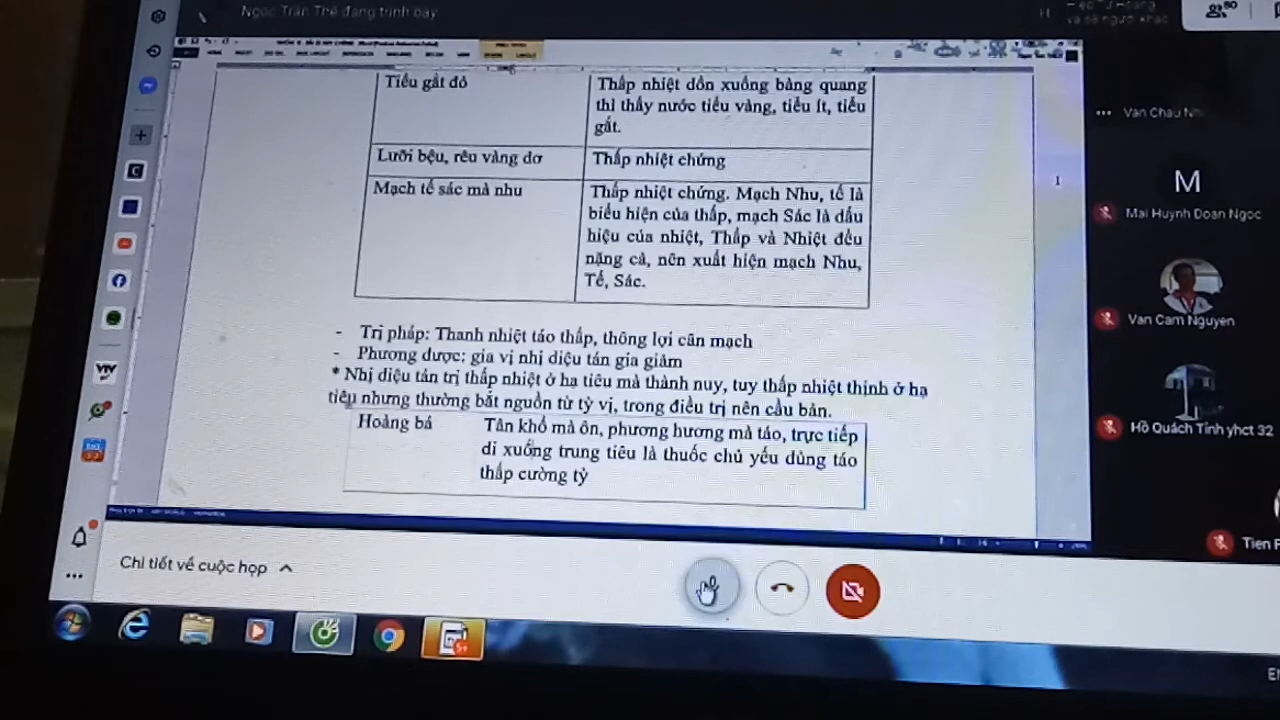 Ngọc Trần Thế đang trình bày
80
Tiểu gắt đỏ
Thấp nhiệt dồn xuống bàng quang
thì thấy nước tiểu vàng, tiểu ít, tiểu
gắt.
Lưỡi bệu, rêu vàng dơ
Thấp nhiệt chứng
Mạch tế sác mà nhu
Thấp nhiệt chứng. Mạch Nhu, tế là
biểu hiện của thấp, mạch Sác là dấu
hiệu của nhiệt, Thấp và Nhiệt đều
nặng cả, nên xuất hiện mạch Nhu,
Tế, Sác.
- Trị pháp: Thanh nhiệt táo thấp, thông lợi cân mạch
- Phương dược: gia vị nhị diệu tán gia giảm
* Nhị diệu tán trị thấp nhiệt ở hạ tiêu mà thành nuy, tuy thấp nhiệt thịnh ở hạ
tiêu nhưng thường bắt nguồn từ tỳ vị, trong điều trị nên cầu bản.
Hoàng bá
Tân khổ mà ôn, phương hương mà táo, trực tiếp
di xuống trung tiêu là thuốc chủ yếu dùng táo
thấp cường tỳ
Van Chau
M
Mai Huynh Doan Ngoc
Van Cam Nguyen
Hồ Quách Tỉnh yhct 32
Tien
VTV
Chi tiết về cuộc họp